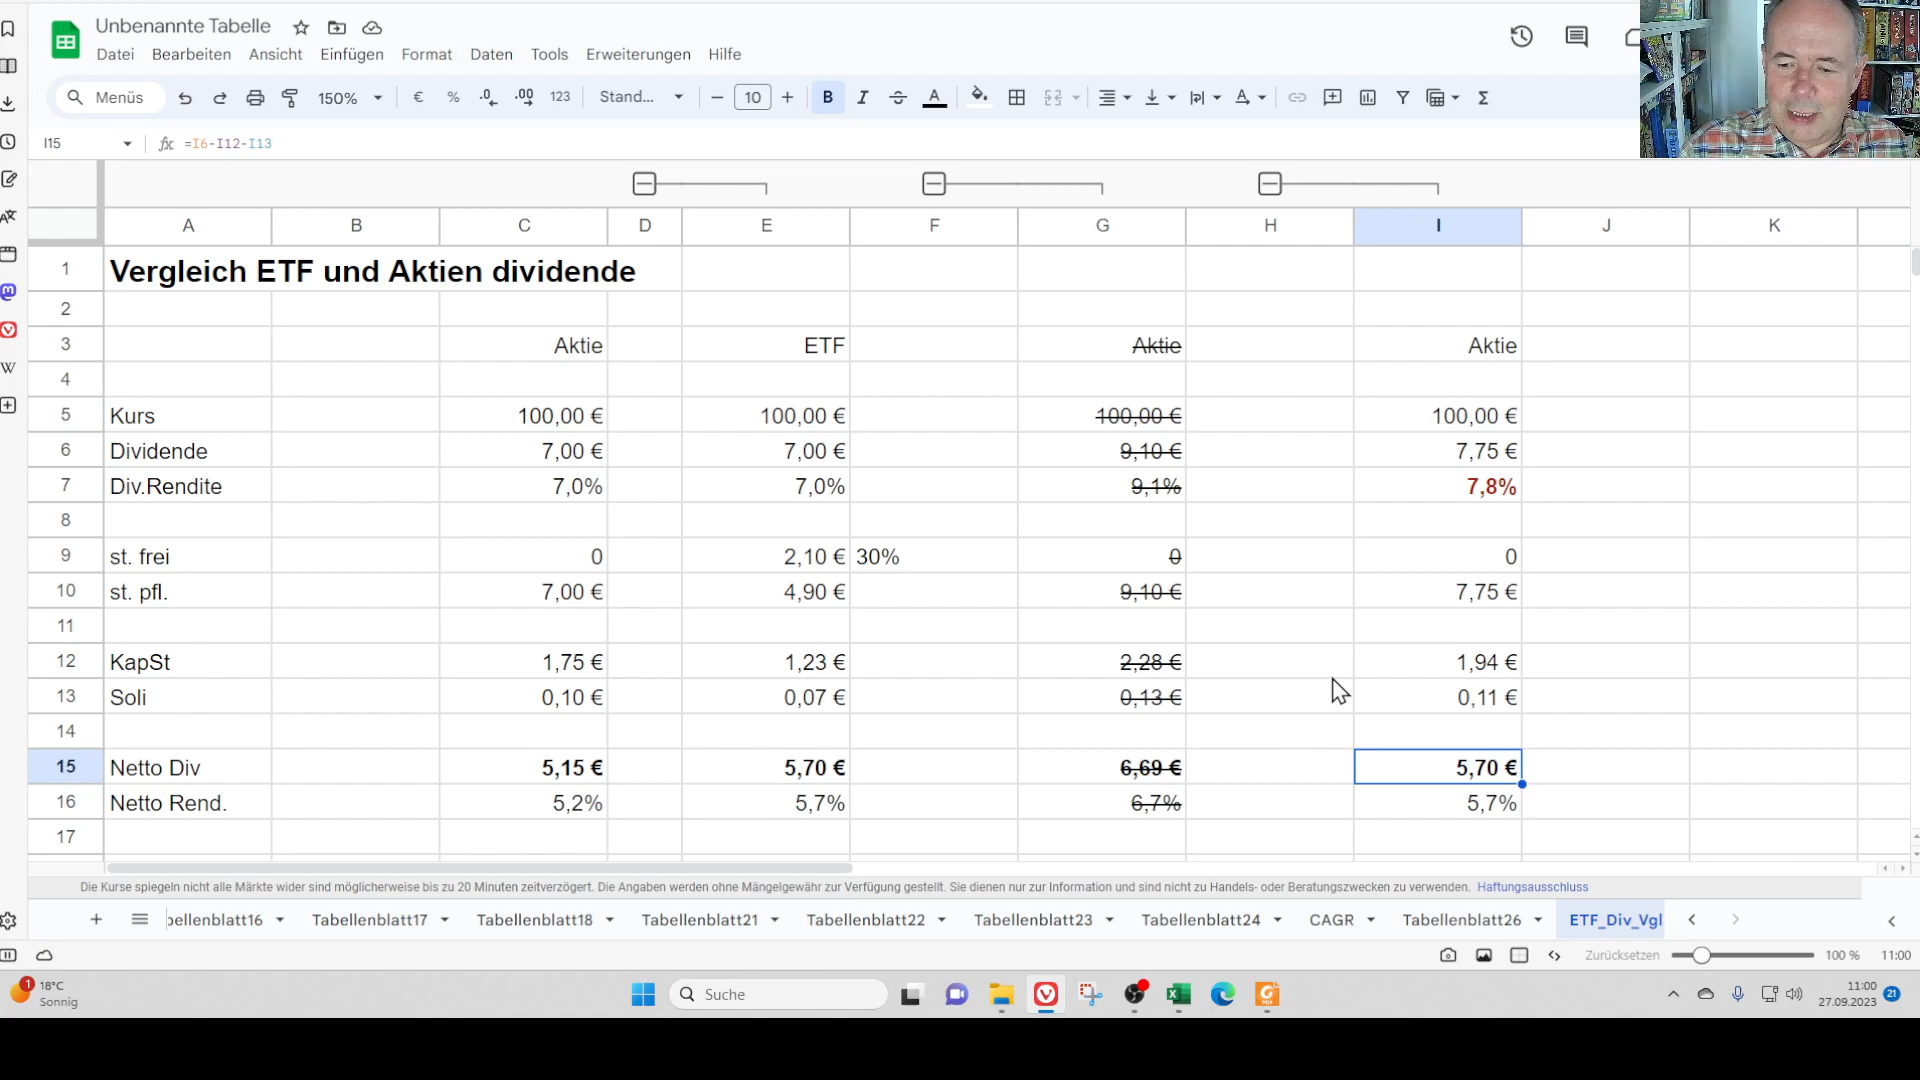 Unbenannte Tabelle
Datei Bearbeiten Ansicht Einfügen Format Daten Tools Erweiterungen Hilfe
Menüs 150% € % .0 .00 123 Stand... − 10 + B I A Σ
I15 fx =I6-I12-I13
A B C D E F G H I J K
1 Vergleich ETF und Aktien dividende
2
3 Aktie ETF Aktie Aktie
4
5 Kurs 100,00 € 100,00 € 100,00 € 100,00 €
6 Dividende 7,00 € 7,00 € 9,10 € 7,75 €
7 Div.Rendite 7,0% 7,0% 9,1% 7,8%
8
9 st. frei 0 2,10 € 30% 0 0
10 st. pfl. 7,00 € 4,90 € 9,10 € 7,75 €
11
12 KapSt 1,75 € 1,23 € 2,28 € 1,94 €
13 Soli 0,10 € 0,07 € 0,13 € 0,11 €
14
15 Netto Div 5,15 € 5,70 € 6,69 € 5,70 €
16 Netto Rend. 5,2% 5,7% 6,7% 5,7%
17
Die Kurse spiegeln nicht alle Märkte wider sind möglicherweise bis zu 20 Minuten zeitverzögert. Die Angaben werden ohne Mängelgewähr zur Verfügung gestellt. Sie dienen nur zur Information und sind nicht zu Handels- oder Beratungszwecken zu verwenden. Haftungsausschluss
bellenblatt16 Tabellenblatt17 Tabellenblatt18 Tabellenblatt21 Tabellenblatt22 Tabellenblatt23 Tabellenblatt24 CAGR Tabellenblatt26 ETF_Div_Vgl
Zurücksetzen 100 % 11:00
1 18°C
Sonnig
Suche
11:00
27.09.2023 21